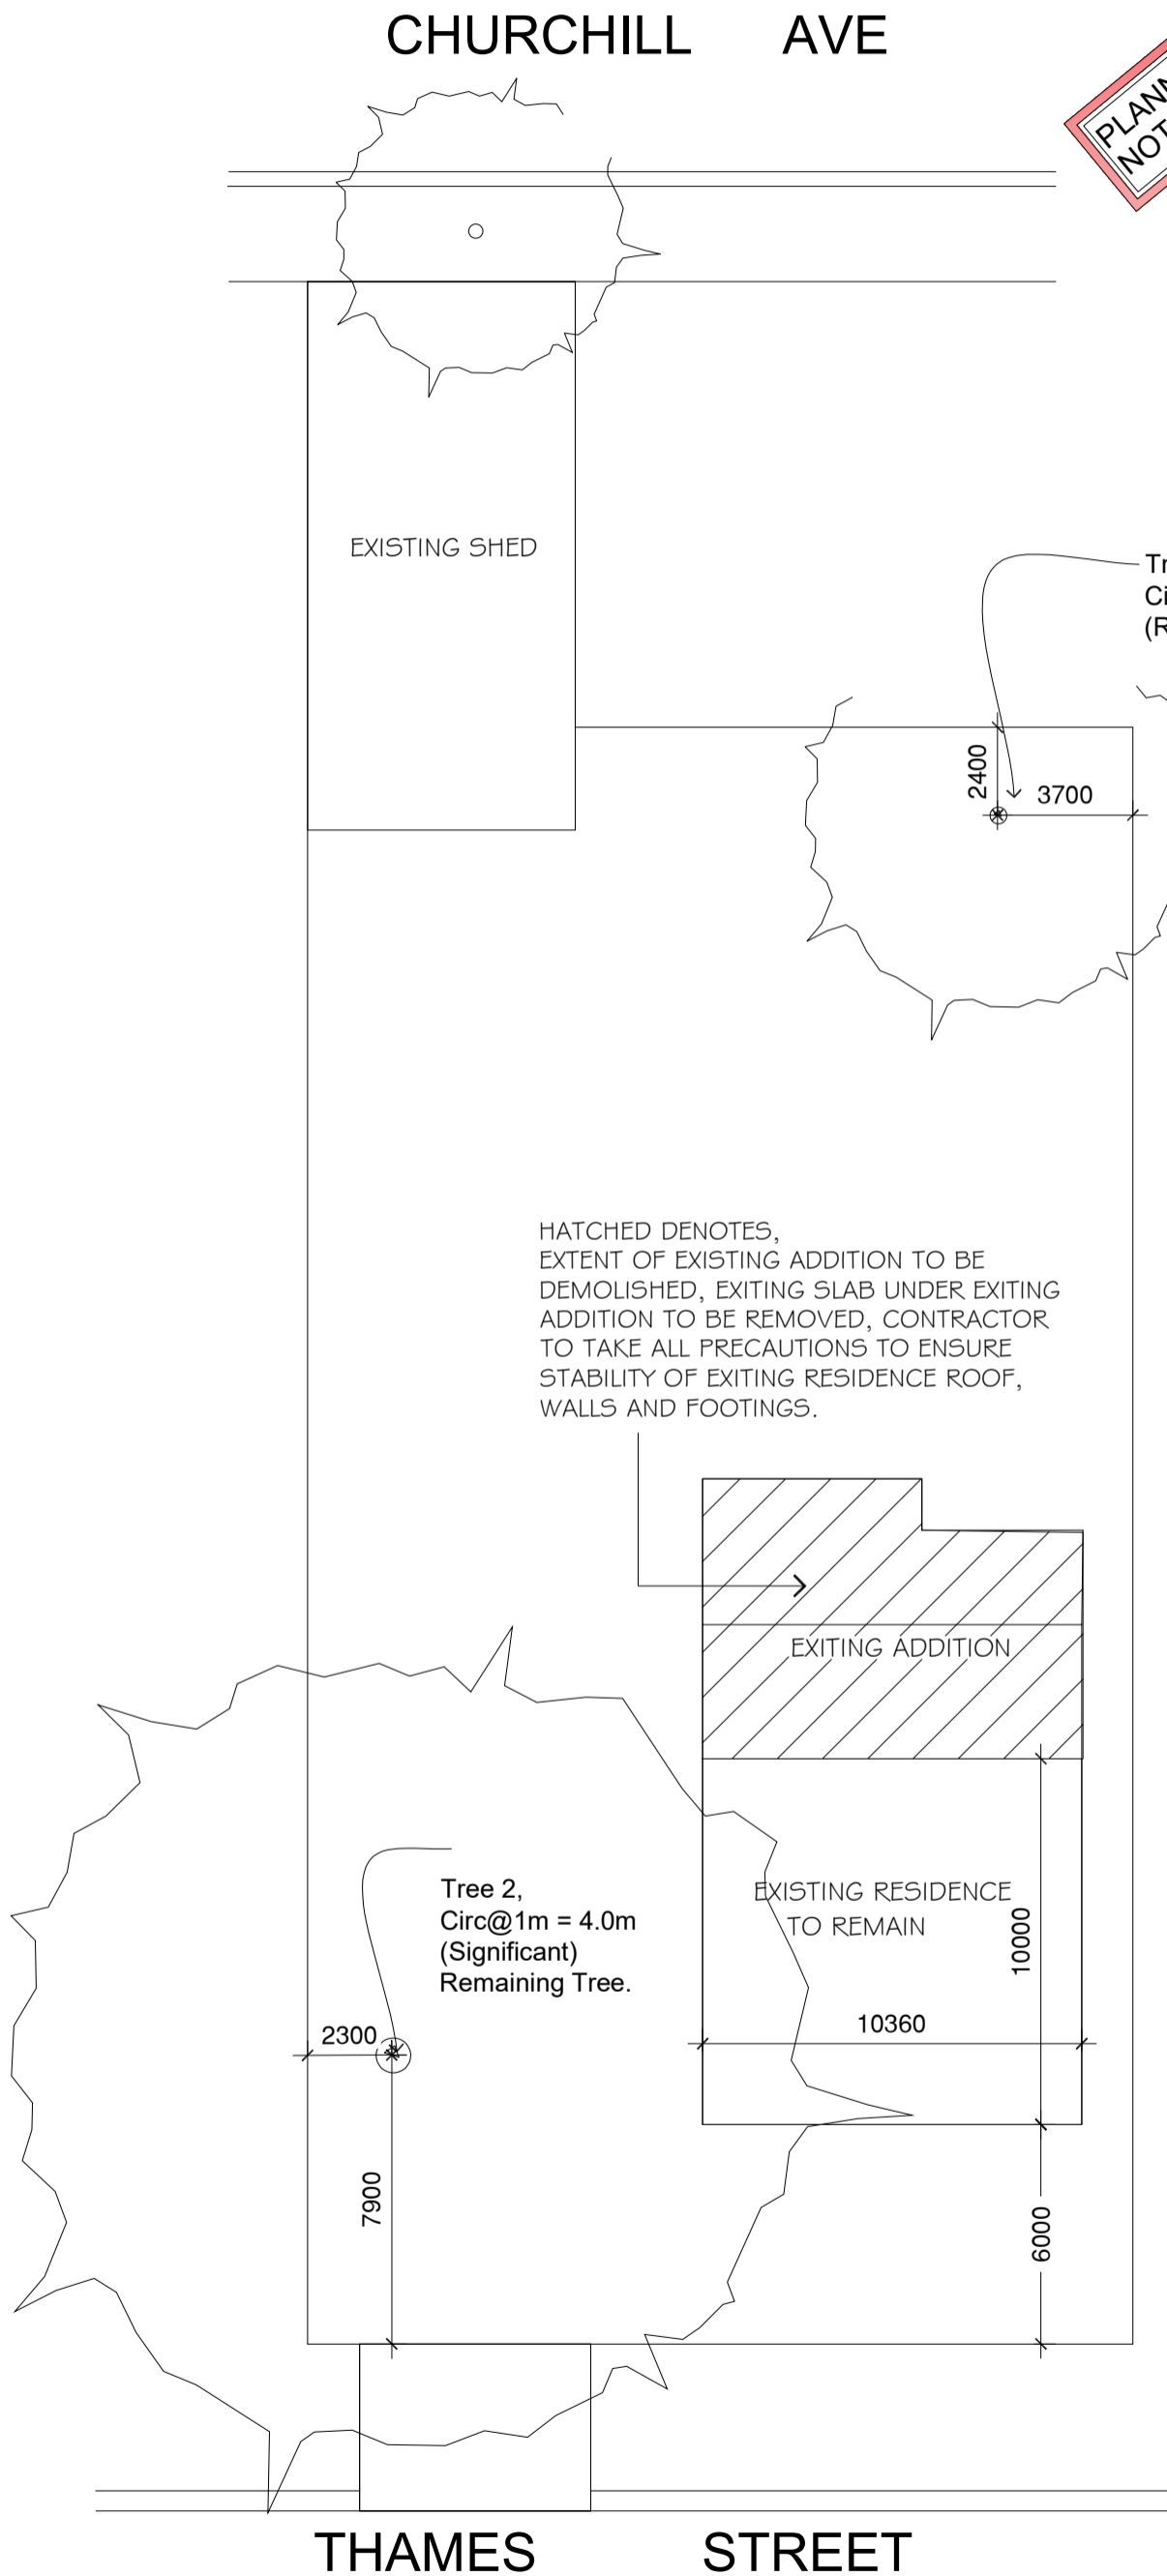 CHURCHILL AVE
EXISTING SHED
2400
3700
HATCHED DENOTES,
EXTENT OF EXISTING ADDITION TO BE
DEMOLISHED, EXITING SLAB UNDER EXITING
ADDITION TO BE REMOVED, CONTRACTOR
TO TAKE ALL PRECAUTIONS TO ENSURE
STABILITY OF EXITING RESIDENCE ROOF,
WALLS AND FOOTINGS.
EXITING ADDITION
Tree 2,
Circ@1m = 4.0m
(Significant)
Remaining Tree.
EXISTING RESIDENCE
TO REMAIN
10000
10360
2300
7900
6000
THAMES STREET